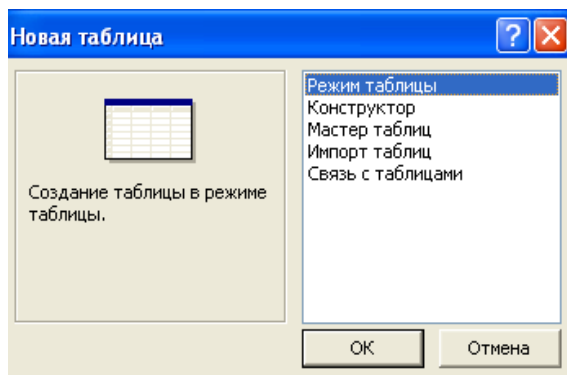 Новая таблица
Создание таблицы в режиме
таблицы.
Режим таблицы
Конструктор
Мастер таблиц
Импорт таблиц
Связь с таблицами
ОК
Отмена